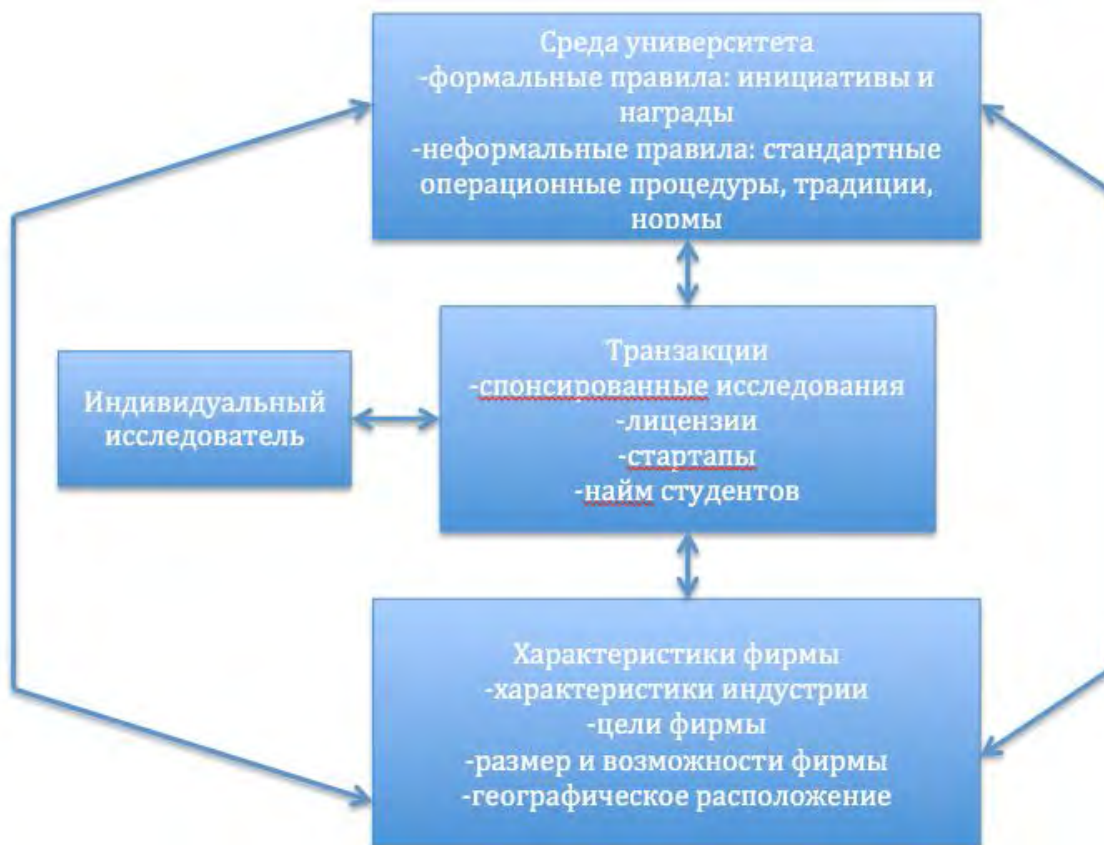 Среда университета
-формальные правила: инициативы и
награды
-неформальные правила: стандартные
операционные процедуры, традиции,
нормы
Индивидуальный
исследователь
Транзакции
-спонсированные исследования
-лицензии
-стартапы
-найм студентов
Характеристики фирмы
-характеристики индустрии
-цели фирмы
-размер и возможности фирмы
-географическое расположение